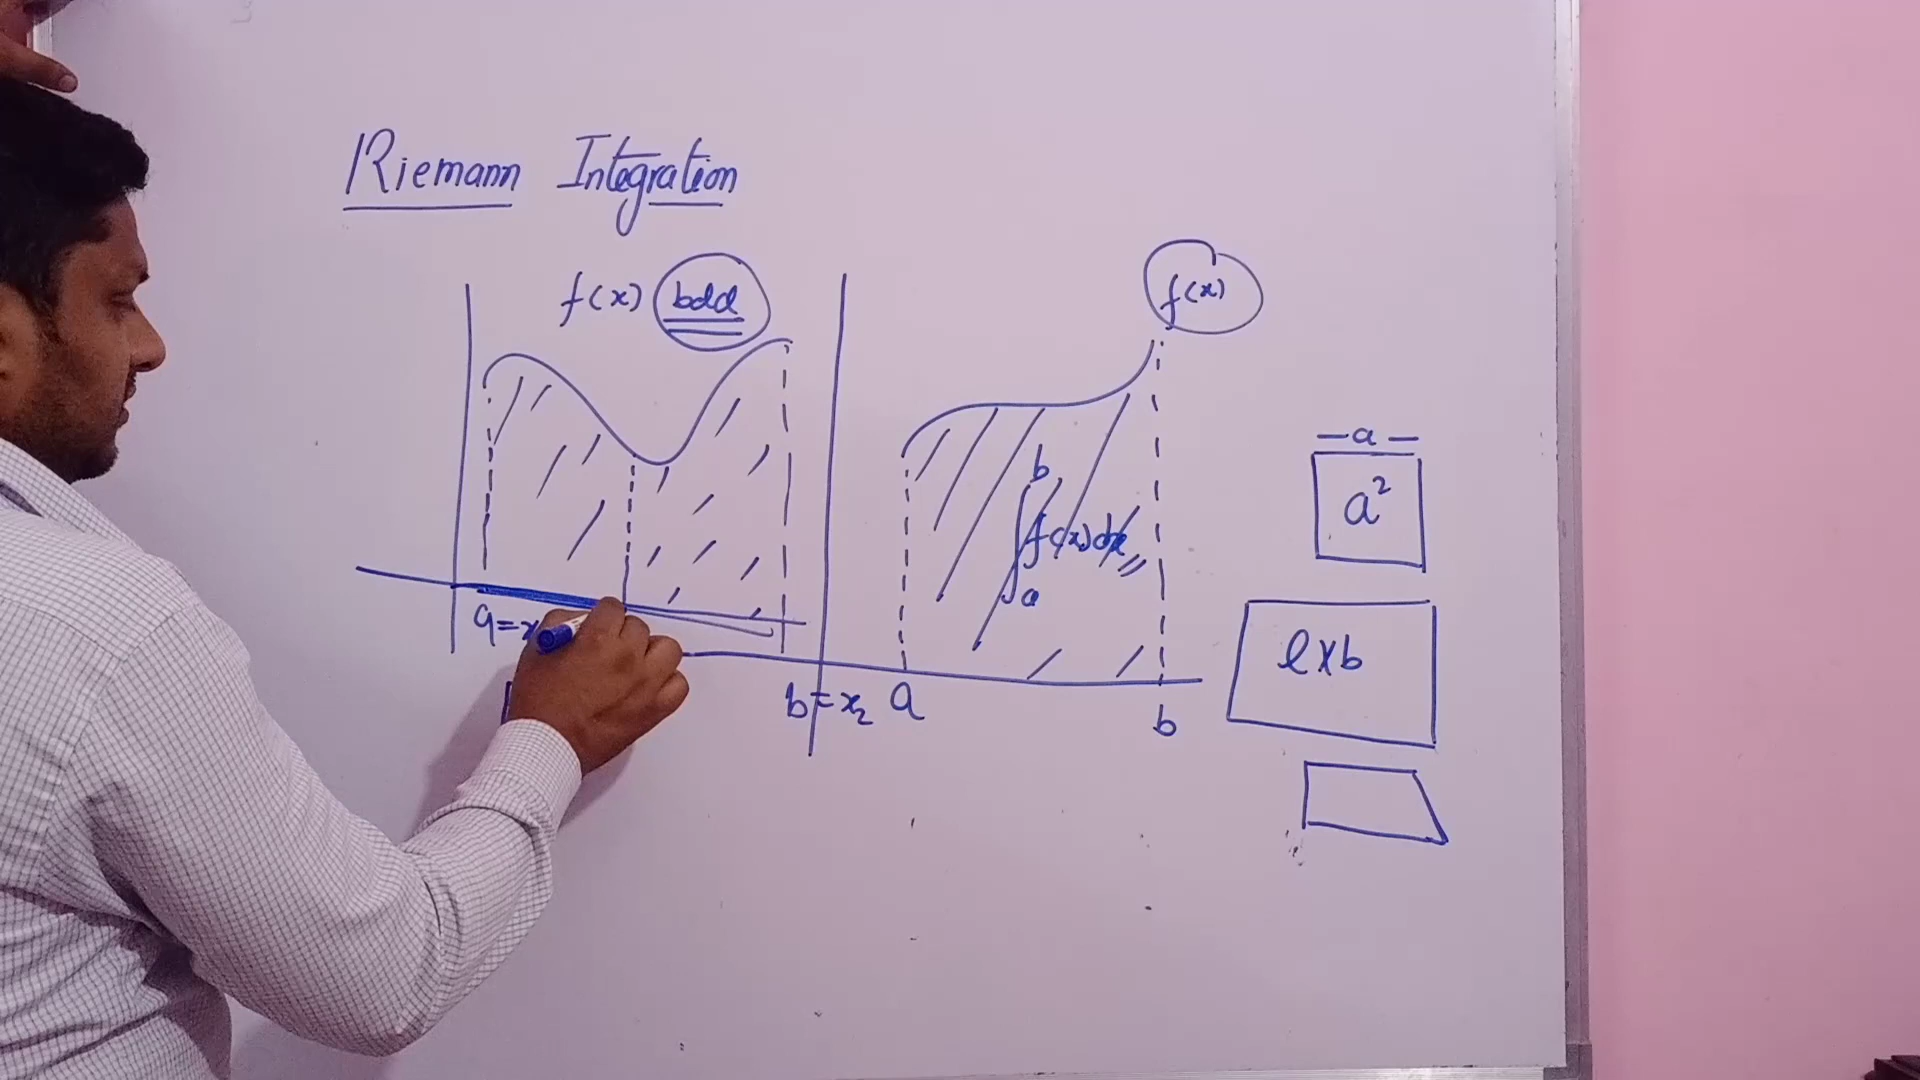 Riemann Integration
f(x) bdd
f(x)
a
a²
b
∫ f(x) dx
a
a = x
l x b
b = x₂
a
b